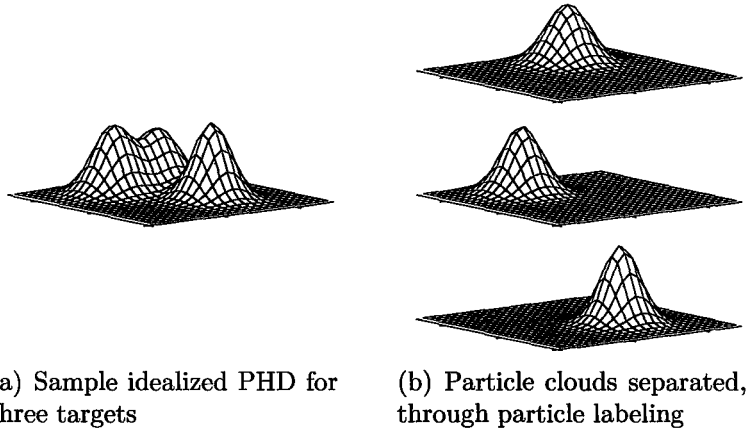 a) Sample idealized PHD for
hree targets
(b) Particle clouds separated,
through particle labeling